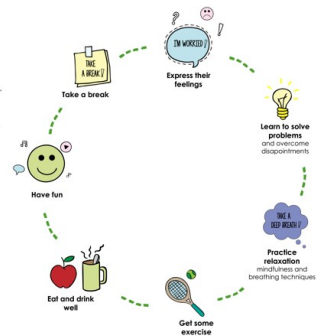 I'M WORRIED!
Express their
feelings
TAKE
A BREAK!
Take a break
Learn to solve
problems
and overcome
disapointments
Have fun
TAKE A
DEEP BREATH!
Practice
relaxation
mindfulness and
breathing techniques
Eat and drink
well
Get some
exercise